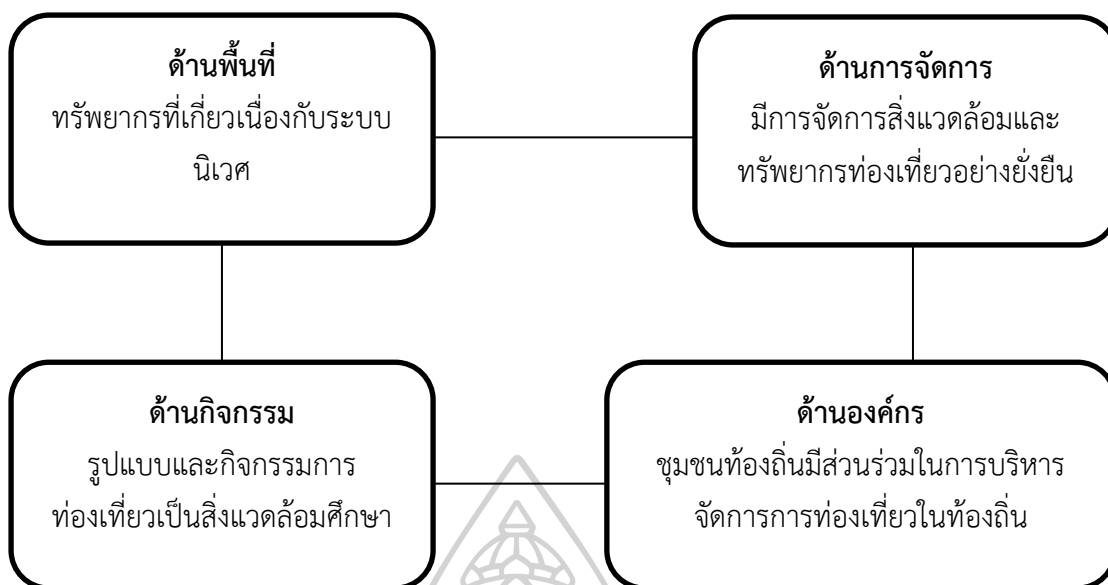 ด้านพื้นที่
ทรัพยากรที่เกี่ยวเนื่องกับระบบ
นิเวศ
ด้านการจัดการ
มีการจัดการสิ่งแวดล้อมและ
ทรัพยากรท่องเที่ยวอย่างยั่งยืน
ด้านกิจกรรม
รูปแบบและกิจกรรมการ
ท่องเที่ยวเป็นสิ่งแวดล้อมศึกษา
ด้านองค์กร
ชุมชนท้องถิ่นมีส่วนร่วมในการบริหาร
จัดการการท่องเที่ยวในท้องถิ่น